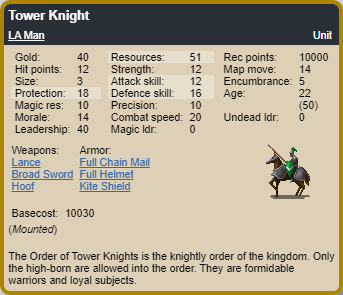 Tower Knight
LA Man Unit
Gold: 40 Resources: 51 Rec points: 10000
Hit points: 12 Strength: 12 Map move: 14
Size: 3 Attack skill: 12 Encumbrance: 5
Protection: 18 Defence skill: 16 Age: 22
Magic res: 10 Precision: 10 (50)
Morale: 14 Combat speed: 20 Undead ldr: 0
Leadership: 40 Magic ldr: 0
Weapons: Armor:
Lance Full Chain Mail
Broad Sword Full Helmet
Hoof Kite Shield
Basecost: 10030
(Mounted)
The Order of Tower Knights is the knightly order of the kingdom. Only
the high-born are allowed into the order. They are formidable
warriors and loyal subjects.